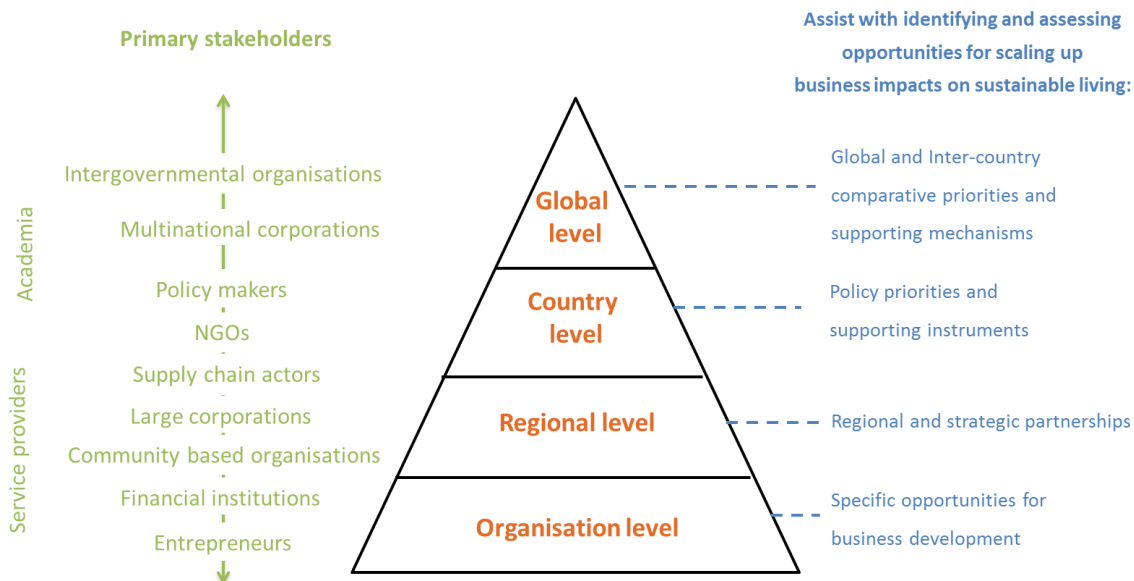 Primary stakeholders
Intergovernmental organisations
Multinational corporations
Policy makers
NGOs
Supply chain actors
Large corporations
Community based organisations
Financial institutions
Entrepreneurs
Academia
Service providers
Global
level
Country
level
Regional level
Organisation level
Assist with identifying and assessing
opportunities for scaling up
business impacts on sustainable living:
Global and Inter-country
comparative priorities and
supporting mechanisms
Policy priorities and
supporting instruments
Regional and strategic partnerships
Specific opportunities for
business development